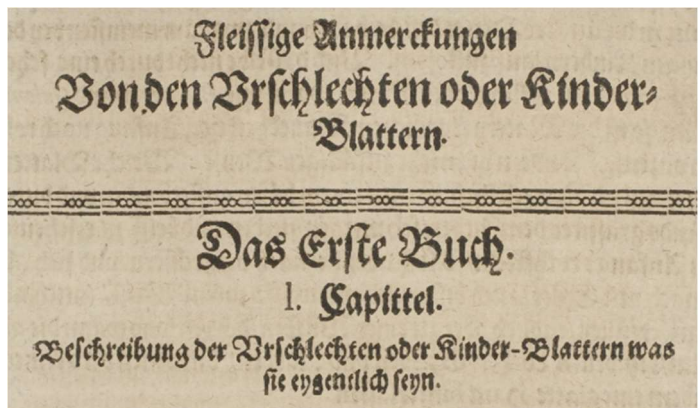 Fleissige Anmerckungen
Von den Vrschlechten oder Kinder-
Blattern.
Das Erste Buch.
1. Capittel.
Beschreibung der Vrschlechten oder Kinder-Blattern was
sie eygentlich seyn.